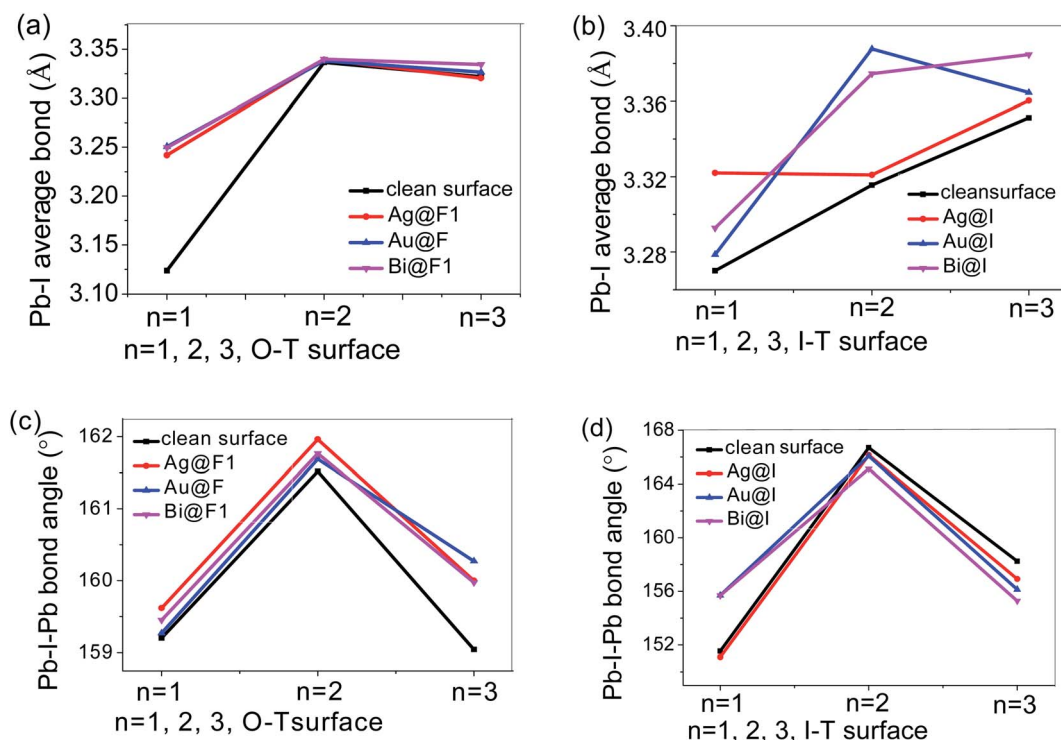 (a)
Pb-I average bond (Å)
3.35
3.30
3.25
3.20
3.15
3.10
clean surface
Ag@F1
Au@F
Bi@F1
n=1
n=2
n=3
n=1, 2, 3, O-T surface
(b)
Pb-I average bond (Å)
3.40
3.36
3.32
3.28
cleansurface
Ag@I
Au@I
Bi@I
n=1
n=2
n=3
n=1, 2, 3, I-T surface
(c)
Pb-I-Pb bond angle (°)
162
161
160
159
clean surface
Ag@F1
Au@F
Bi@F1
n=1
n=2
n=3
n=1, 2, 3, O-Tsurface
(d)
Pb-I-Pb bond angle (°)
168
164
160
156
152
clean surface
Ag@I
Au@I
Bi@I
n=1
n=2
n=3
n=1, 2, 3, I-T surface